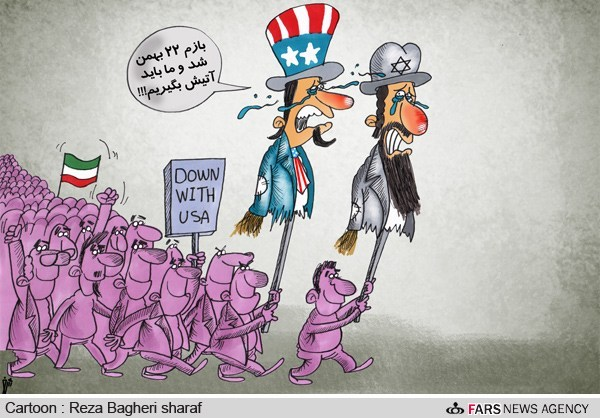 بازم ۲۲ بهمن
شد و ما باید
آتیش بگیریم!!!
DOWN
WITH
USA
Cartoon : Reza Bagheri sharaf
FARS NEWS AGENCY